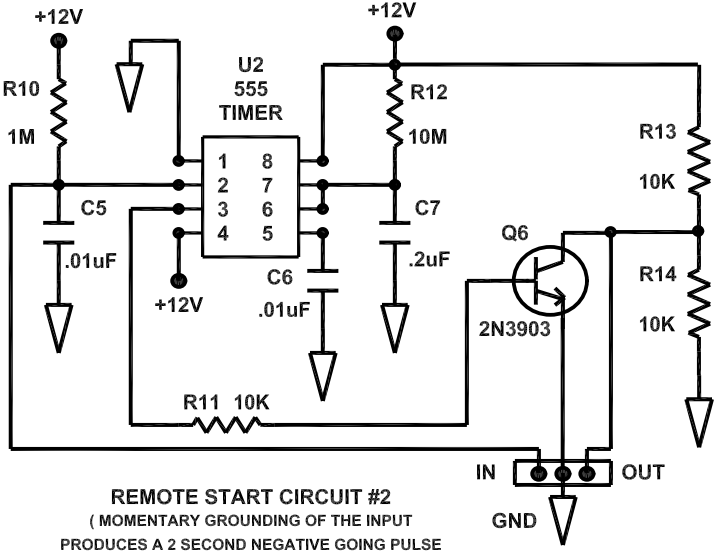 +12V
+12V
U2
555
TIMER
R10
1M
R12
10M
R13
10K
1 8
2 7
3 6
4 5
C5
.01uF
C7
.2uF
Q6
+12V
C6
.01uF
2N3903
R14
10K
R11 10K
IN
OUT
GND
REMOTE START CIRCUIT #2
( MOMENTARY GROUNDING OF THE INPUT
PRODUCES A 2 SECOND NEGATIVE GOING PULSE